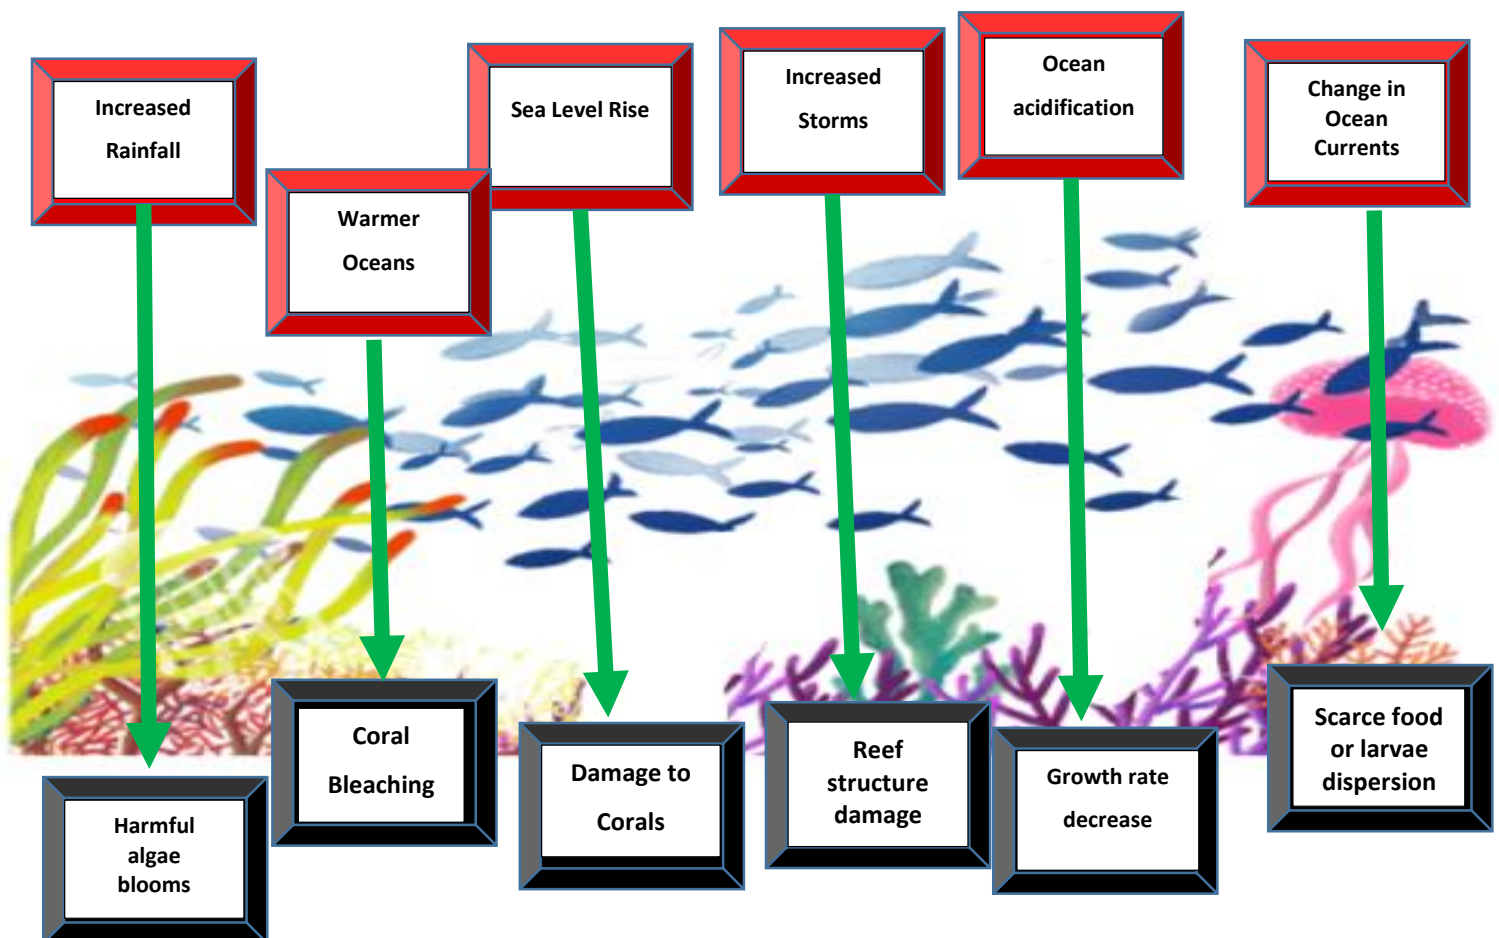 Increased
Rainfall
Warmer
Oceans
Sea Level Rise
Increased
Storms
Ocean
acidification
Change in
Ocean
Currents
Harmful
algae
blooms
Coral
Bleaching
Damage to
Corals
Reef
structure
damage
Growth rate
decrease
Scarce food
or larvae
dispersion